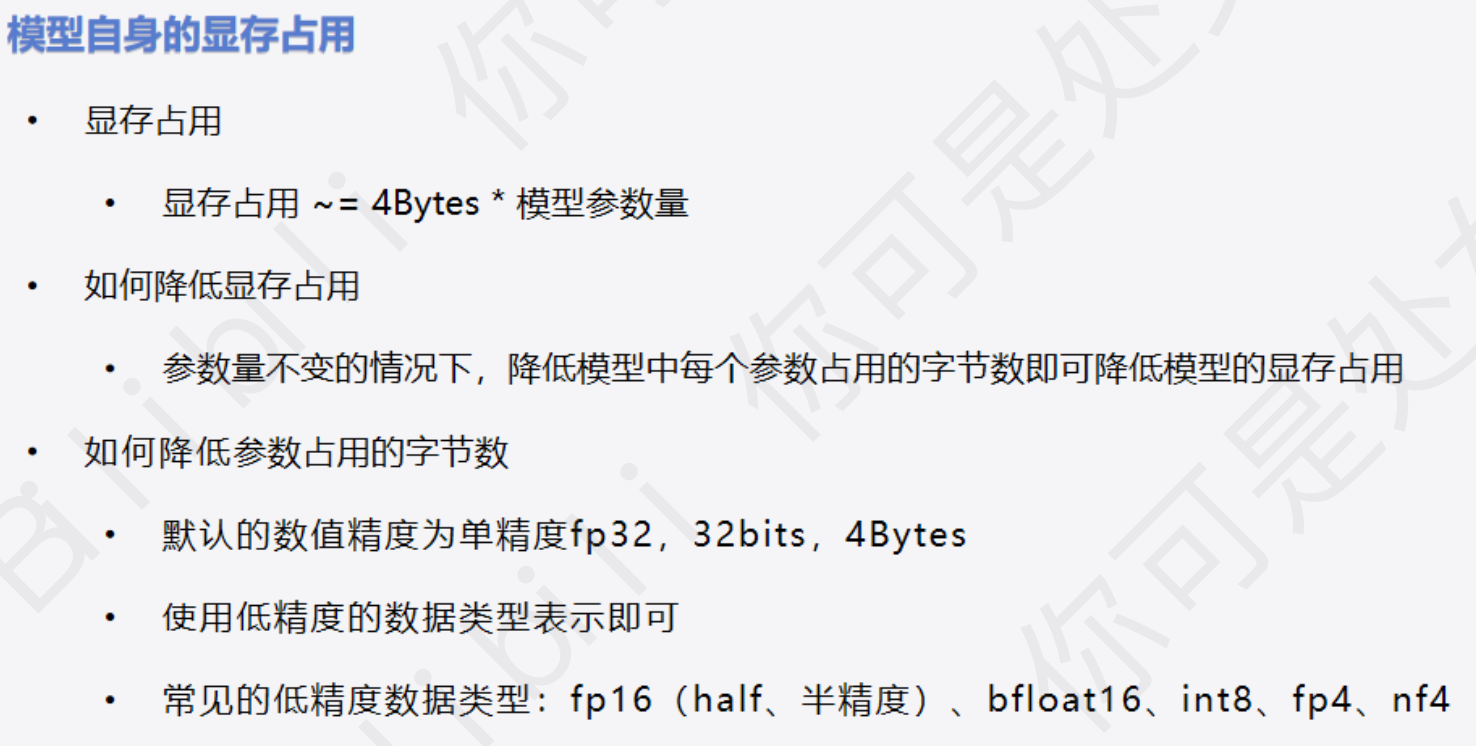 模型自身的显存占用
• 显存占用
• 显存占用 ~= 4Bytes * 模型参数量
• 如何降低显存占用
• 参数量不变的情况下，降低模型中每个参数占用的字节数即可降低模型的显存占用
• 如何降低参数占用的字节数
• 默认的数值精度为单精度fp32，32bits，4Bytes
• 使用低精度的数据类型表示即可
• 常见的低精度数据类型：fp16（half、半精度）、bfloat16、int8、fp4、nf4